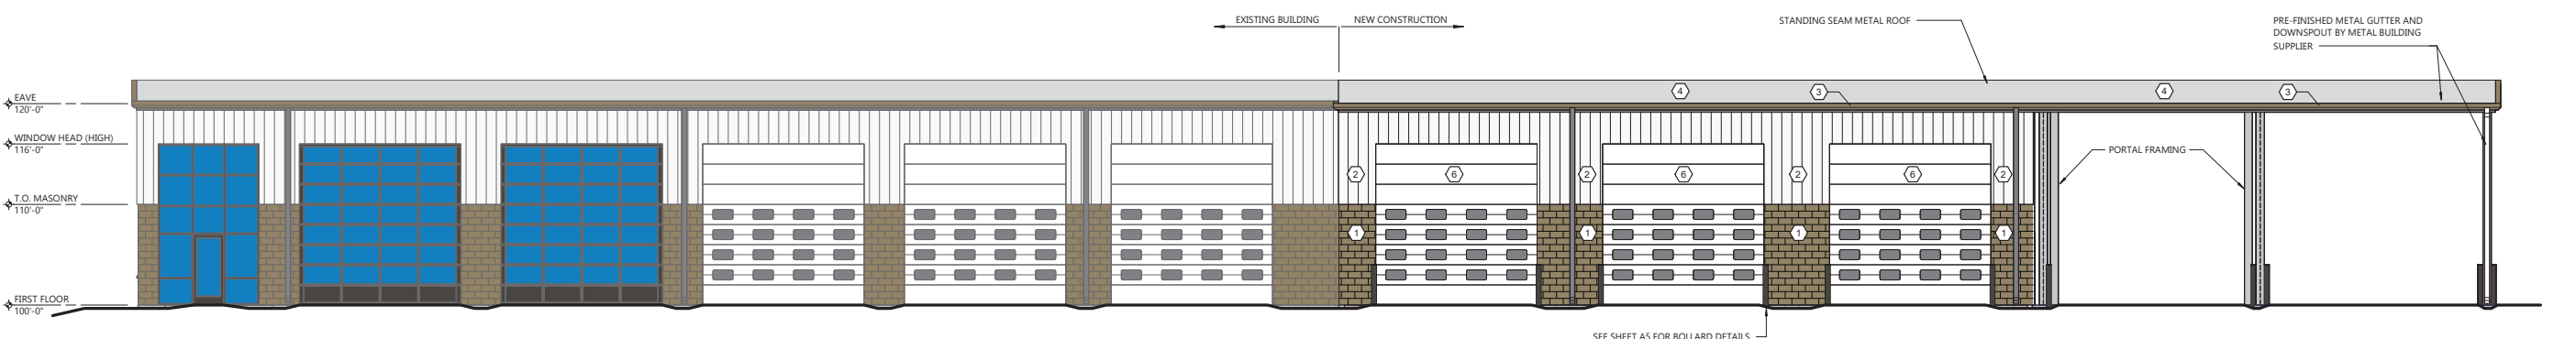 EXISTING BUILDING
NEW CONSTRUCTION
STANDING SEAM METAL ROOF
PRE-FINISHED METAL GUTTER AND
DOWNSPOUT BY METAL BUILDING
SUPPLIER
EAVE
120'-0"
4
3
4
3
WINDOW HEAD (HIGH)
116'-0"
PORTAL FRAMING
2
6
2
6
2
6
2
T.O. MASONRY
110'-0"
1
1
1
1
FIRST FLOOR
100'-0"
SEE SHEET A5 FOR BOLLARD DETAILS